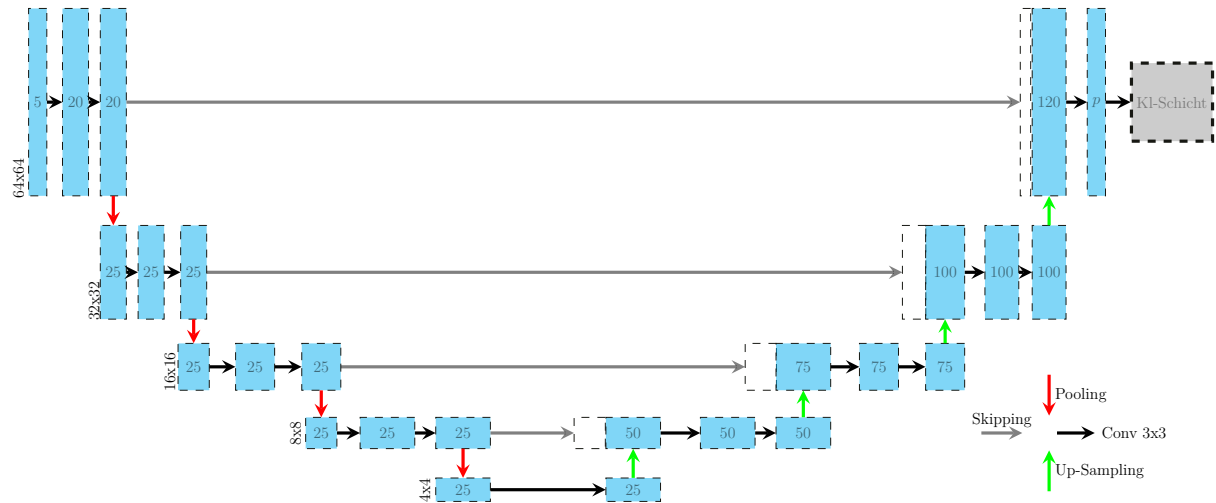 5 20 20 120 p Kl-Schicht
64x64
25 25 25 100 100 100
32x32
25 25 25 75 75 75
16x16
25 25 25 50 50 50
8x8
25 25
4x4
Pooling
Skipping
Conv 3x3
Up-Sampling